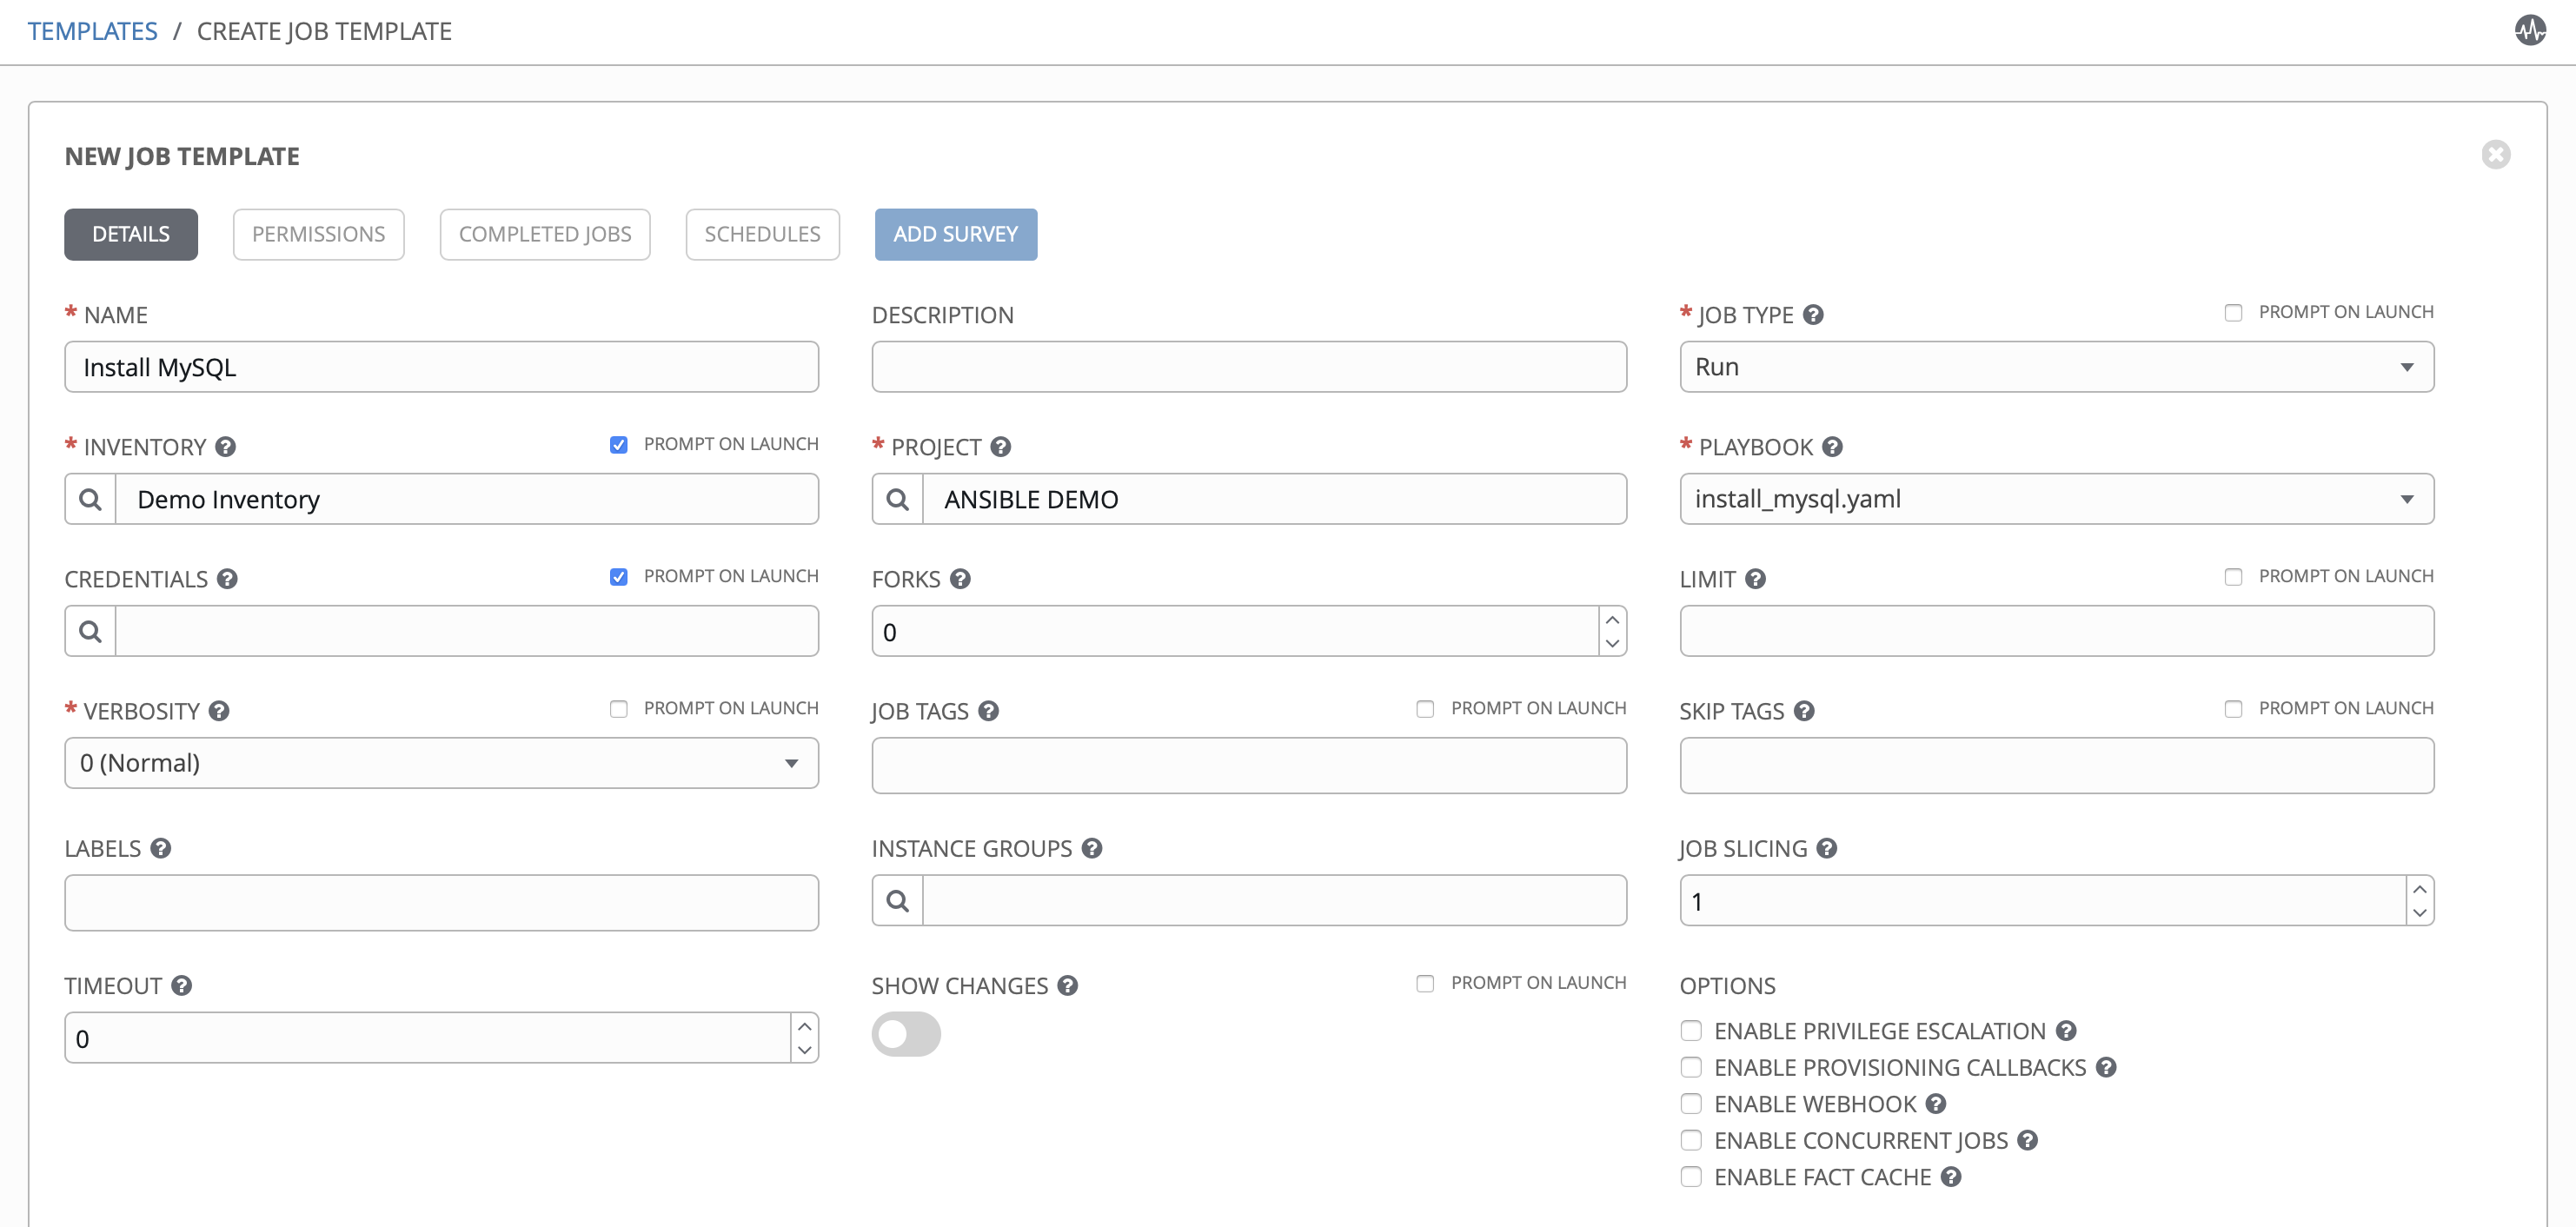 TEMPLATES / CREATE JOB TEMPLATE
NEW JOB TEMPLATE
DETAILS PERMISSIONS COMPLETED JOBS SCHEDULES ADD SURVEY
* NAME DESCRIPTION * JOB TYPE ? PROMPT ON LAUNCH
Install MySQL Run
* INVENTORY ? PROMPT ON LAUNCH * PROJECT ? * PLAYBOOK ?
Demo Inventory ANSIBLE DEMO install_mysql.yaml
CREDENTIALS ? PROMPT ON LAUNCH FORKS ? LIMIT ? PROMPT ON LAUNCH
0
* VERBOSITY ? PROMPT ON LAUNCH JOB TAGS ? PROMPT ON LAUNCH SKIP TAGS ? PROMPT ON LAUNCH
0 (Normal)
LABELS ? INSTANCE GROUPS ? JOB SLICING ?
1
TIMEOUT ? SHOW CHANGES ? PROMPT ON LAUNCH OPTIONS
0
ENABLE PRIVILEGE ESCALATION ?
ENABLE PROVISIONING CALLBACKS ?
ENABLE WEBHOOK ?
ENABLE CONCURRENT JOBS ?
ENABLE FACT CACHE ?